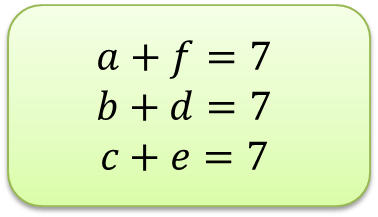 a + f = 7
b + d = 7
c + e = 7